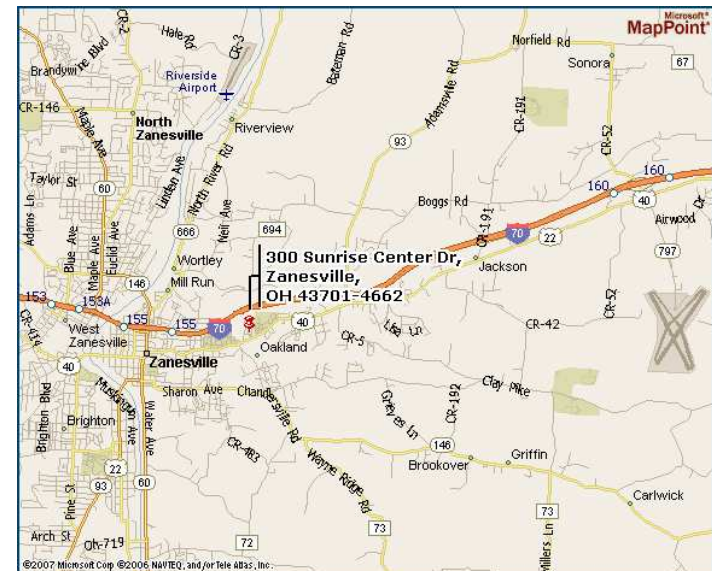 Microsoft®
MapPoint®
Norfield Rd
Sonora
67
CR-2
Hale Rd
CR-3
Bateman Rd
Adamsville Rd
Riverside
Airport
CR-146
North
Zanesville
Riverview
CR-191
CR-52
Maple Ave
93
Taylor St
60
Linden Ave
North River Rd
Neil Ave
Adams Ln
Boggs Rd
160
160
40
Airwood Dr
694
666
CR-191
70
22
797
Blue Ave
Maple Ave
Euclid Ave
Wortley
146
Mill Run
300 Sunrise Center Dr,
Zanesville,
OH 43701-4662
Jackson
153
153A
155
155
70
40
Lisa Ln
CR-42
CR-5
CR-414
West
Zanesville
Zanesville
Oakland
40
Clay Pike
Muskingum Ave
Sharon Ave
Chandlersville Rd
Grieves Ln
CR-192
Brighton Blvd
Brighton
Water Ave
CR-483
Wayne Ridge Rd
146
Brookover
Griffin
22
93
60
Pine St
Carlwick
73
73
Millers Ln
Arch St
Oh-719
72
©2007 Microsoft Corp ©2006 NAVTEQ, and/or Tele Atlas, Inc.